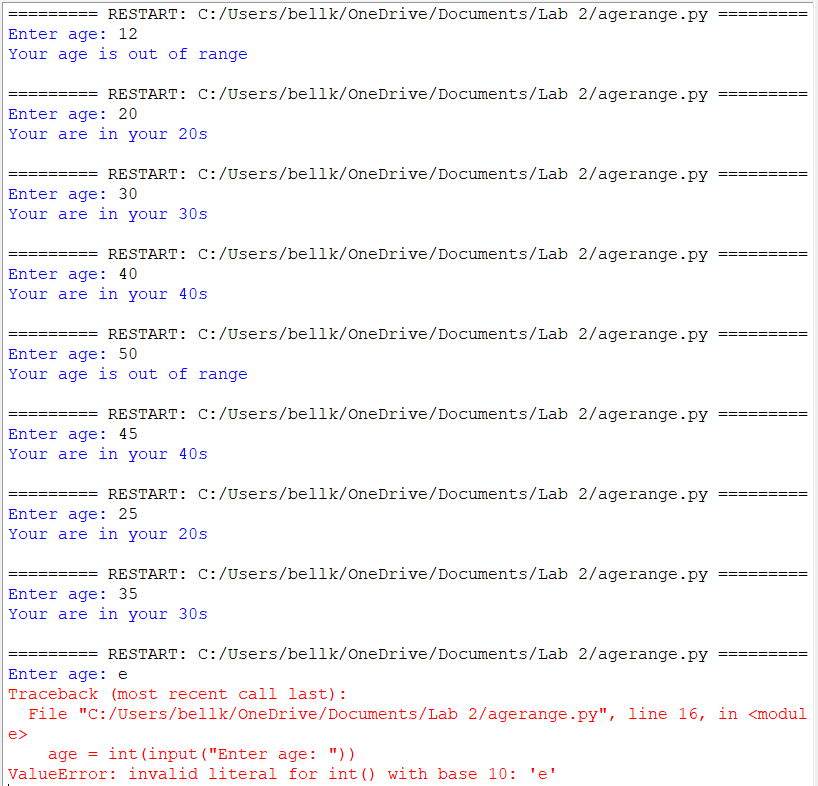 ========= RESTART: C:/Users/bellk/OneDrive/Documents/Lab 2/agerange.py =========
Enter age: 12
Your age is out of range
========= RESTART: C:/Users/bellk/OneDrive/Documents/Lab 2/agerange.py =========
Enter age: 20
Your are in your 20s
========= RESTART: C:/Users/bellk/OneDrive/Documents/Lab 2/agerange.py =========
Enter age: 30
Your are in your 30s
========= RESTART: C:/Users/bellk/OneDrive/Documents/Lab 2/agerange.py =========
Enter age: 40
Your are in your 40s
========= RESTART: C:/Users/bellk/OneDrive/Documents/Lab 2/agerange.py =========
Enter age: 50
Your age is out of range
========= RESTART: C:/Users/bellk/OneDrive/Documents/Lab 2/agerange.py =========
Enter age: 45
Your are in your 40s
========= RESTART: C:/Users/bellk/OneDrive/Documents/Lab 2/agerange.py =========
Enter age: 25
Your are in your 20s
========= RESTART: C:/Users/bellk/OneDrive/Documents/Lab 2/agerange.py =========
Enter age: 35
Your are in your 30s
========= RESTART: C:/Users/bellk/OneDrive/Documents/Lab 2/agerange.py =========
Enter age: e
Traceback (most recent call last):
  File "C:/Users/bellk/OneDrive/Documents/Lab 2/agerange.py", line 16, in <modul
e>
    age = int(input("Enter age: "))
ValueError: invalid literal for int() with base 10: 'e'